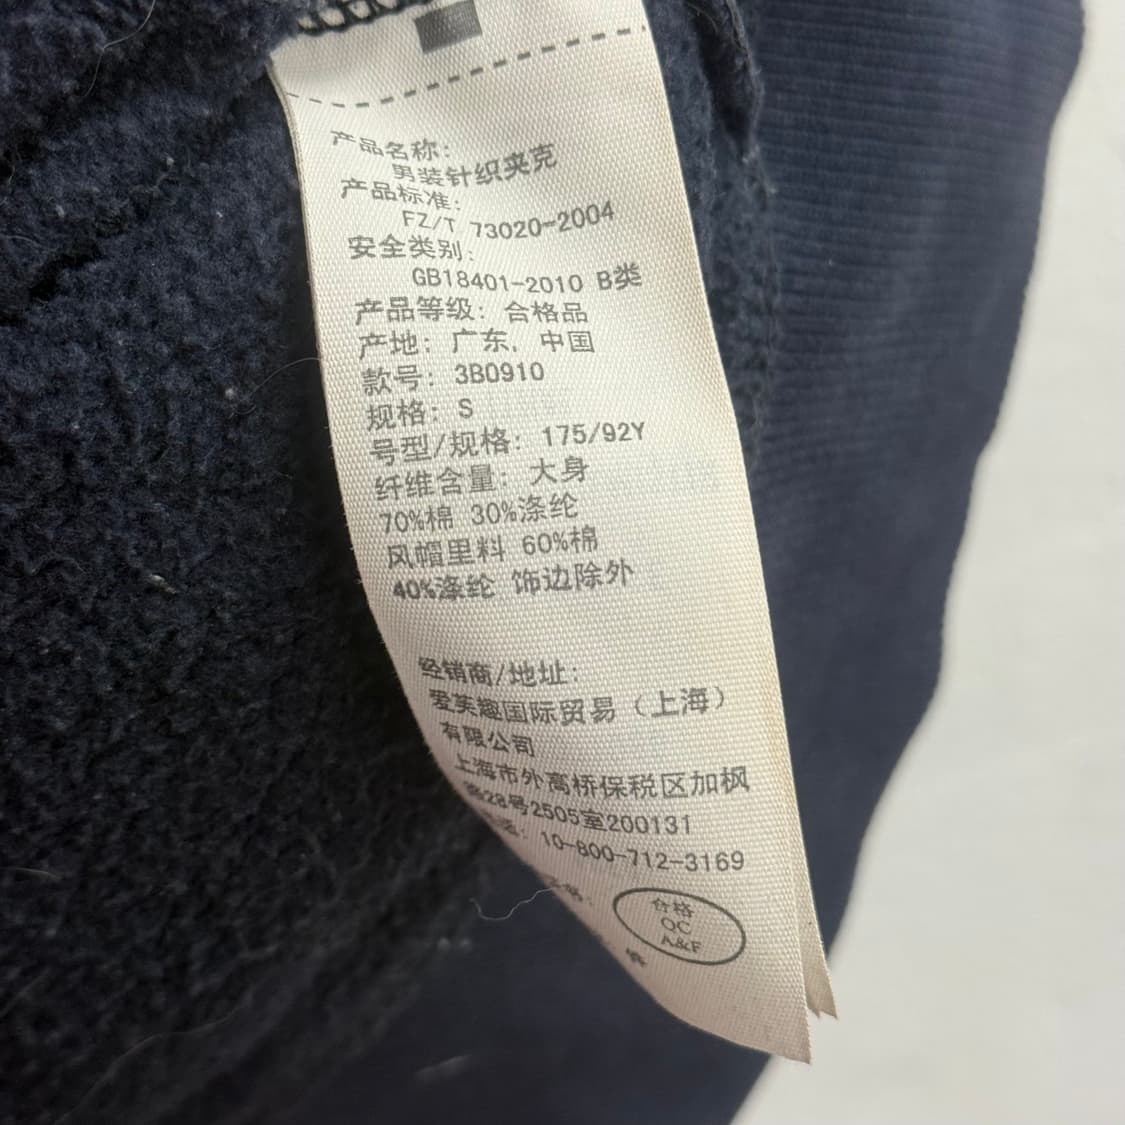 产品名称:
男装针织夹克
产品标准:
FZ/T 73020-2004
安全类别:
GB18401-2010 B类
产品等级: 合格品
产地: 广东, 中国
款号: 3B0910
规格: S
号型/规格: 175/92Y
纤维含量: 大身
70%棉 30%涤纶
风帽里料 60%棉
40%涤纶 饰边除外
经销商/地址:
爱芙趣国际贸易（上海）
有限公司
上海市外高桥保税区加枫
路28号2505室200131
10-800-712-3169
合格
QC
A&F